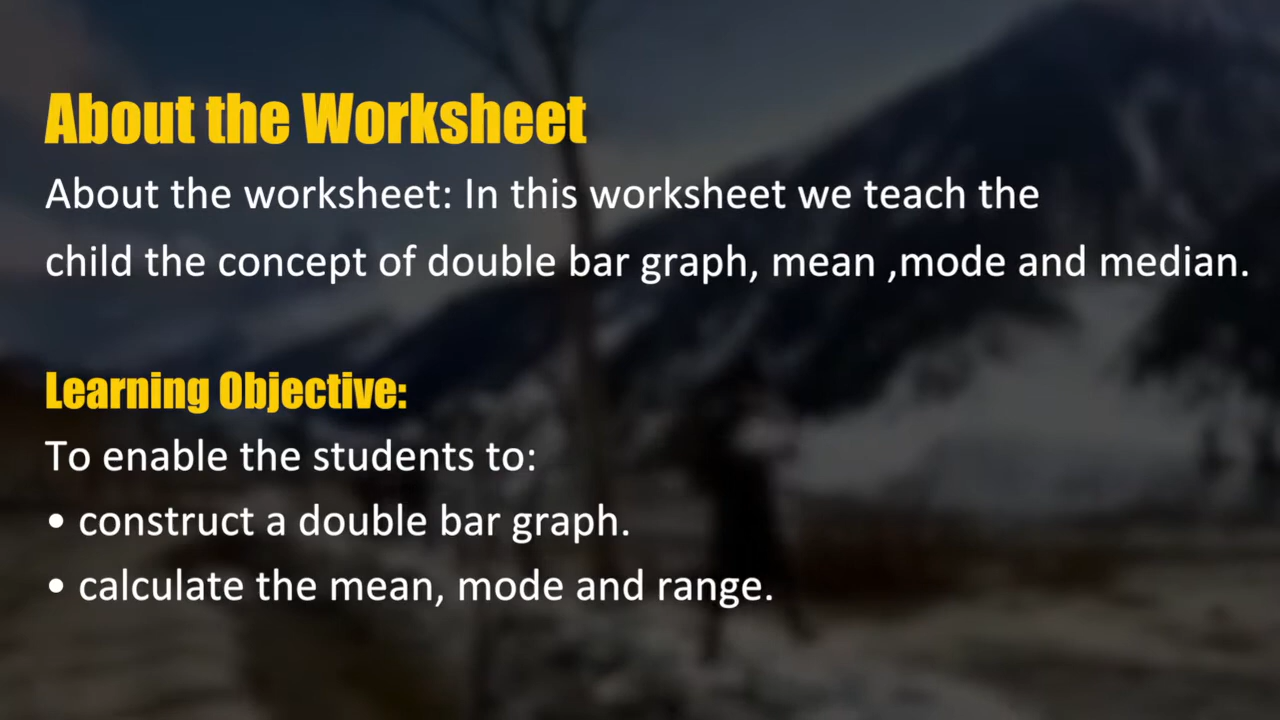 About the Worksheet
About the worksheet: In this worksheet we teach the
child the concept of double bar graph, mean ,mode and median.
Learning Objective:
To enable the students to:
• construct a double bar graph.
• calculate the mean, mode and range.